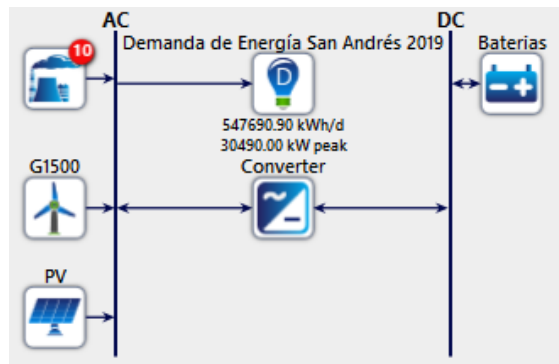 AC
DC
10
Demanda de Energía San Andrés 2019
Baterias
D
547690.90 kWh/d
30490.00 kW peak
G1500
Converter
PV